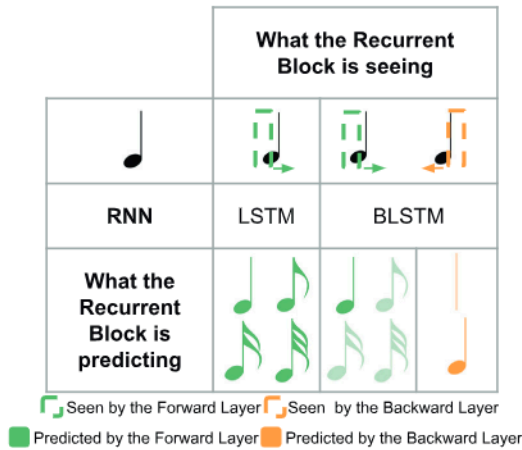 What the Recurrent
Block is seeing
RNN
LSTM
BLSTM
What the
Recurrent
Block is
predicting
Seen by the Forward Layer
Seen by the Backward Layer
Predicted by the Forward Layer
Predicted by the Backward Layer